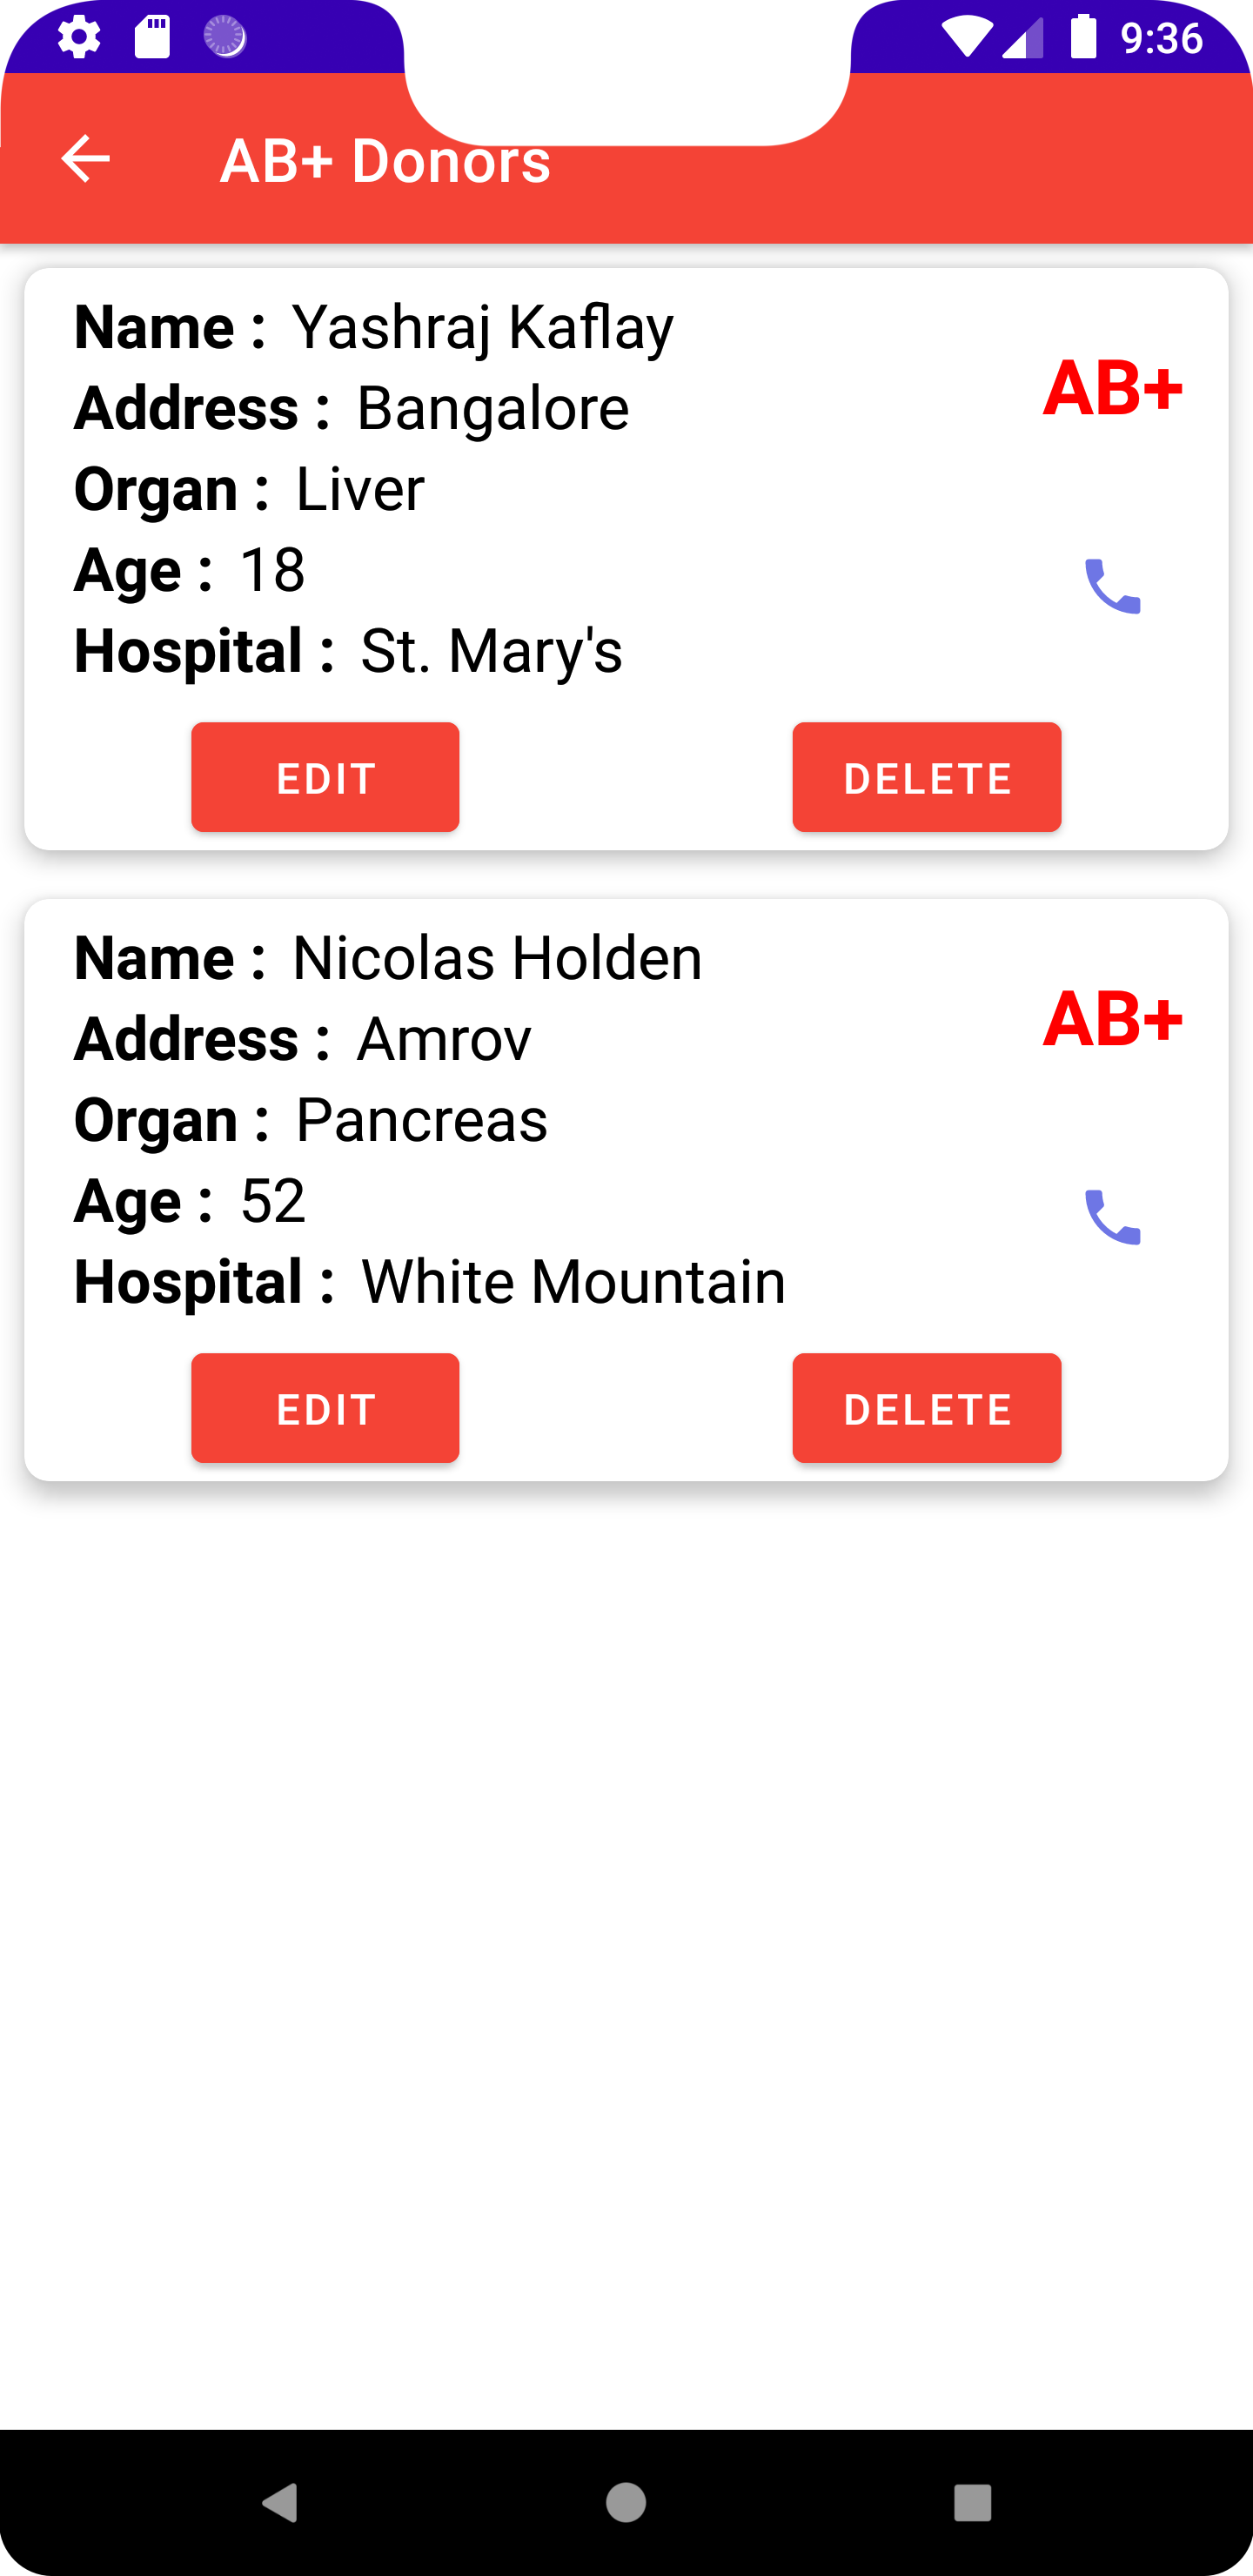 9:36
AB+ Donors
Name : Yashraj Kaflay
AB+
Address : Bangalore
Organ : Liver
Age : 18
Hospital : St. Mary's
EDIT DELETE
Name : Nicolas Holden
AB+
Address : Amrov
Organ : Pancreas
Age : 52
Hospital : White Mountain
EDIT DELETE